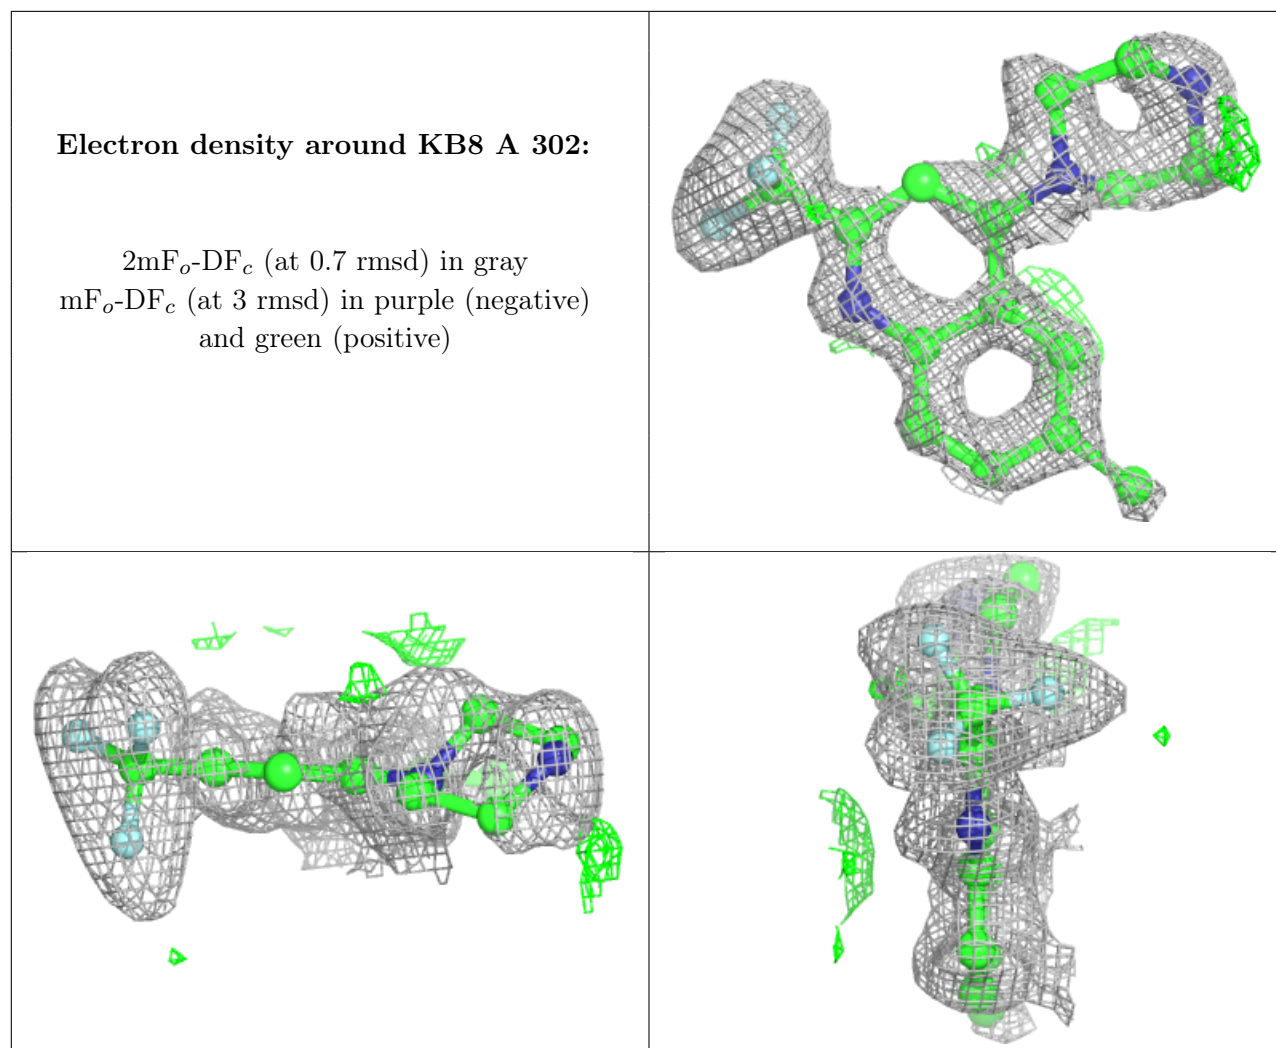 Electron density around KB8 A 302:
2mFo-DFc (at 0.7 rmsd) in gray
mFo-DFc (at 3 rmsd) in purple (negative)
and green (positive)